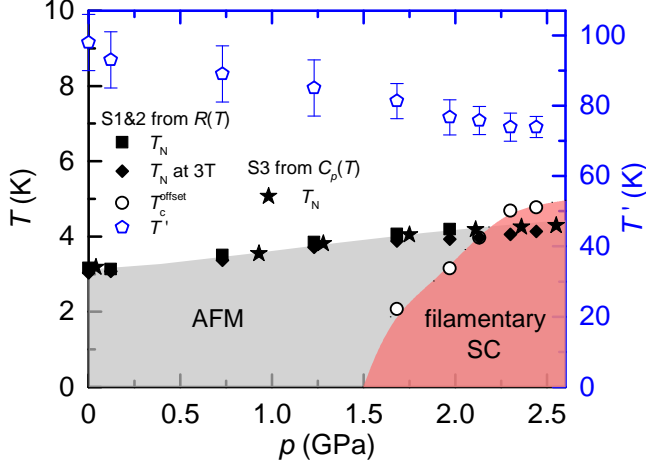 10
8
6
4
2
0
T (K)
100
80
60
40
20
0
T' (K)
S1&2 from R(T)
T_N
T_N at 3T
T_c^offset
T'
S3 from C_p(T)
T_N
AFM
filamentary
SC
0
0.5
1.0
1.5
2.0
2.5
p (GPa)